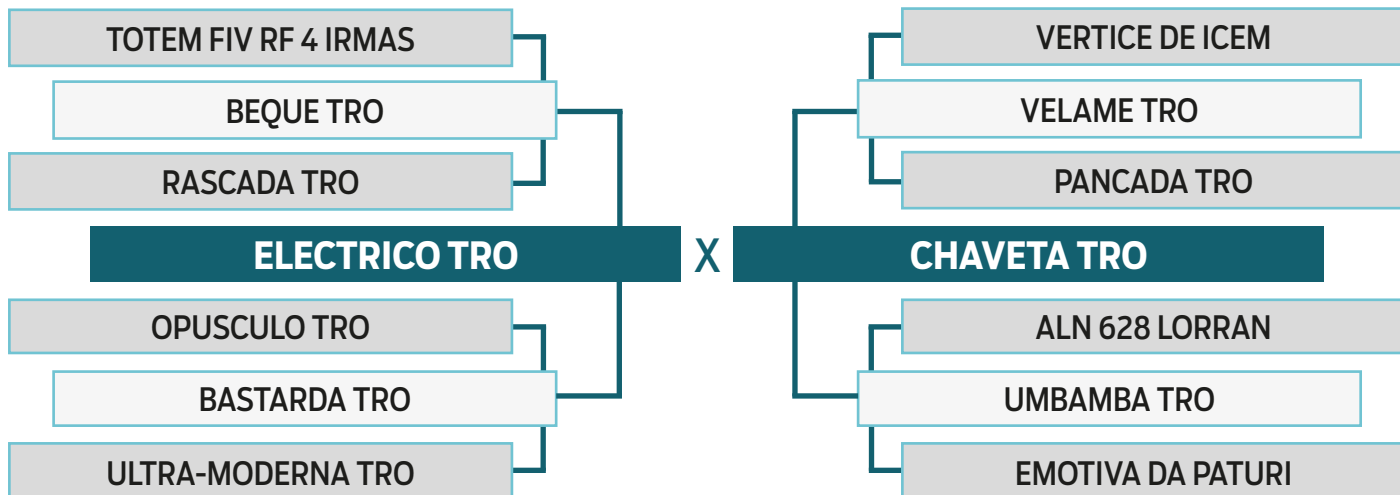 TOTEM FIV RF 4 IRMAS
BEQUE TRO
RASCADA TRO
ELECTRICO TRO
OPUSCULO TRO
BASTARDA TRO
ULTRA-MODERNA TRO
X
VERTICE DE ICEM
VELAME TRO
PANCADA TRO
CHAVETA TRO
ALN 628 LORRAN
UMBAMBA TRO
EMOTIVA DA PATURI